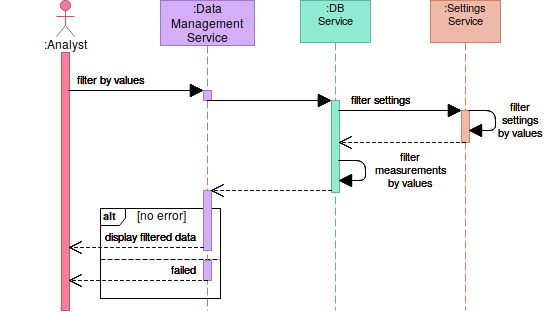 :Analyst
:Data
Management
Service
:DB
Service
:Settings
Service
filter by values
filter settings
filter
settings
by values
filter
measurements
by values
alt [no error]
display filtered data
failed